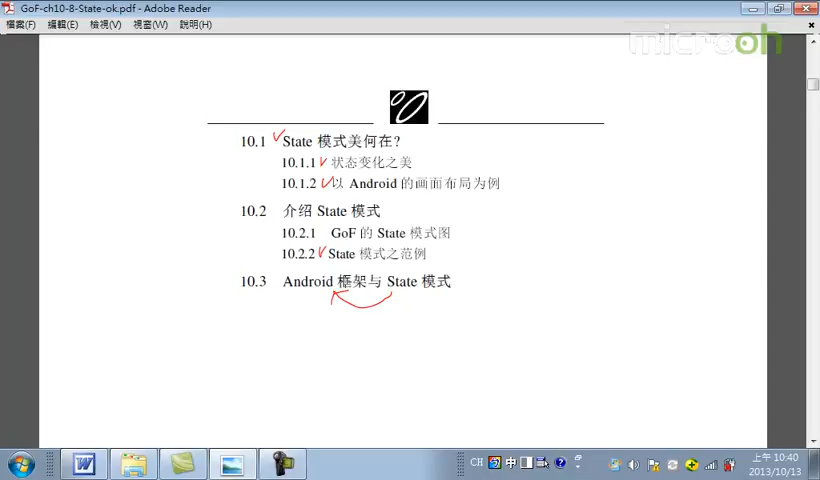 GoF-ch10-8-State-ok.pdf - Adobe Reader
檔案(F) 編輯(E) 檢視(V) 視窗(W) 說明(H)
microoh
10.1 State 模式美何在?
10.1.1 状态变化之美
10.1.2 以 Android 的画面布局为例
10.2 介绍 State 模式
10.2.1 GoF 的 State 模式图
10.2.2 State 模式之范例
10.3 Android 框架与 State 模式
CH 中
上午 10:40
2013/10/13